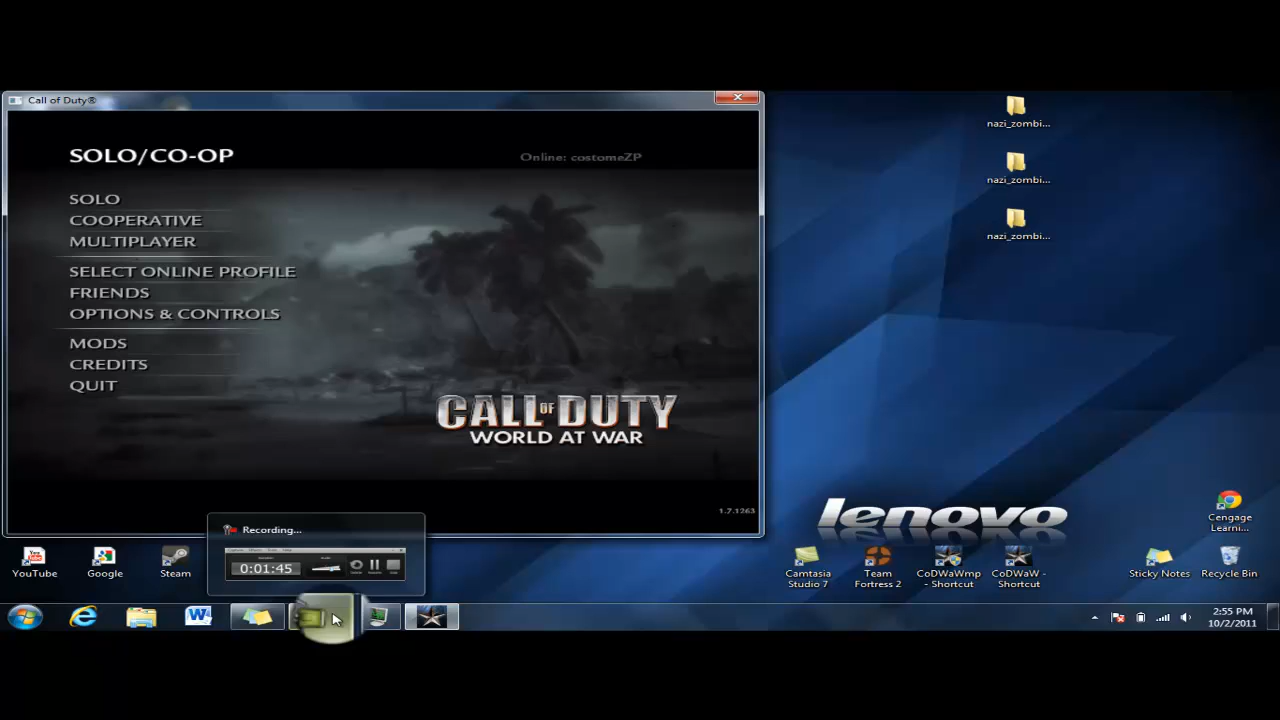 Call of Duty®
SOLO/CO-OP
Online: costomeZP
SOLO
COOPERATIVE
MULTIPLAYER
SELECT ONLINE PROFILE
FRIENDS
OPTIONS & CONTROLS
MODS
CREDITS
QUIT
CALL OF DUTY
WORLD AT WAR
1.7.1263
nazi_zombi...
nazi_zombi...
nazi_zombi...
lenovo
Cengage
Learni...
Recording...
0:01:45
You
Tube
YouTube
Google
Steam
Camtasia
Studio 7
Team
Fortress 2
CoDWaWmp
- Shortcut
CoDWaW -
Shortcut
Sticky Notes
Recycle Bin
2:55 PM
10/2/2011